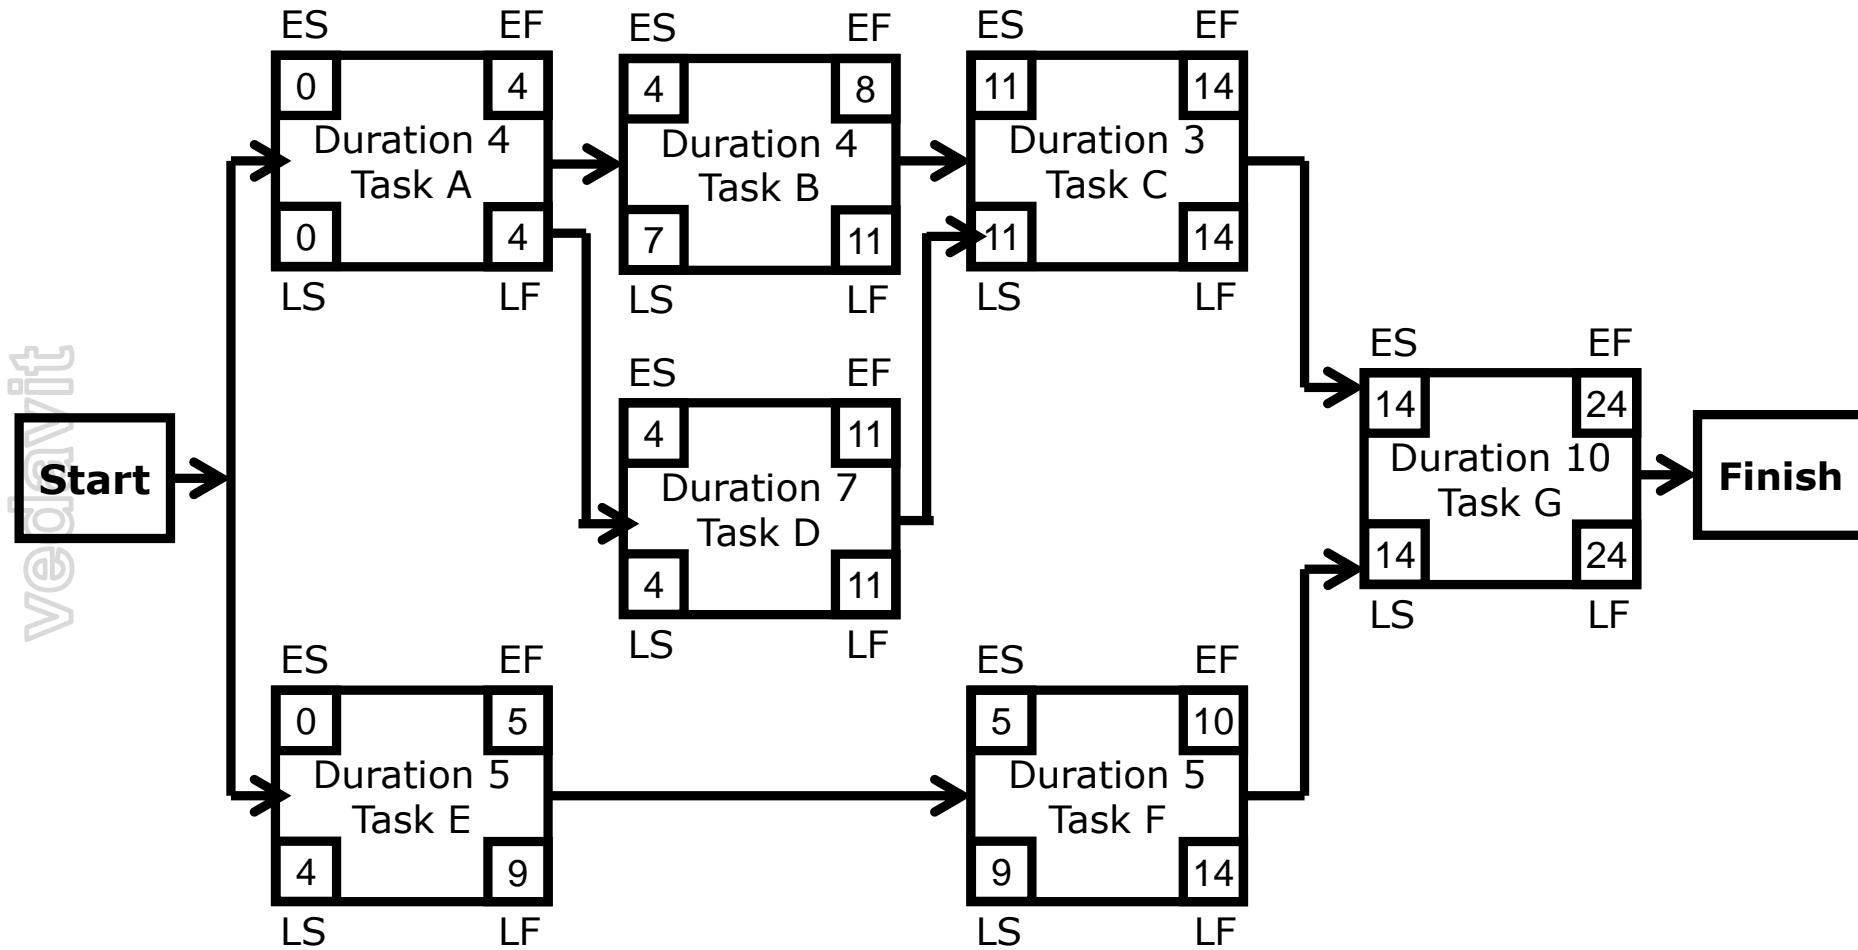 ES EF
0 4
Duration 4
Task A
0 4
LS LF
ES EF
4 8
Duration 4
Task B
7 11
LS LF
ES EF
11 14
Duration 3
Task C
11 14
LS LF
ES EF
4 11
Duration 7
Task D
4 11
LS LF
vedavit
Start
ES EF
0 5
Duration 5
Task E
4 9
LS LF
ES EF
5 10
Duration 5
Task F
9 14
LS LF
ES EF
14 24
Duration 10
Task G
14 24
LS LF
Finish